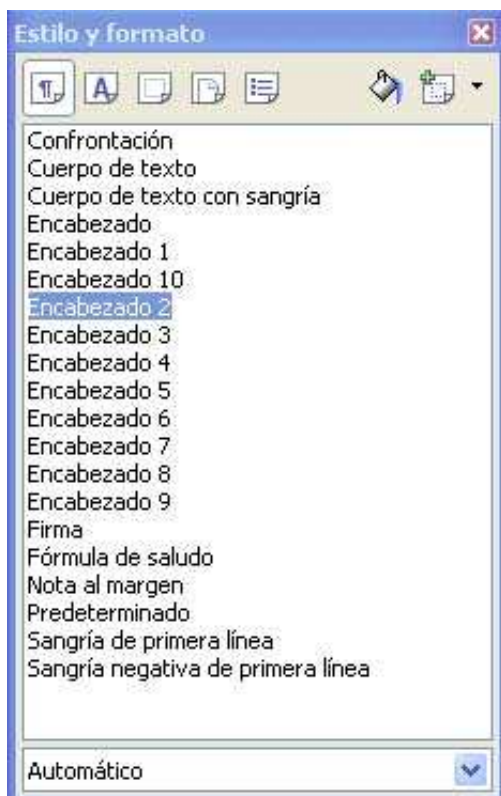 Estilo y formato
Confrontación
Cuerpo de texto
Cuerpo de texto con sangría
Encabezado
Encabezado 1
Encabezado 10
Encabezado 2
Encabezado 3
Encabezado 4
Encabezado 5
Encabezado 6
Encabezado 7
Encabezado 8
Encabezado 9
Firma
Fórmula de saludo
Nota al margen
Predeterminado
Sangría de primera línea
Sangría negativa de primera línea
Automático